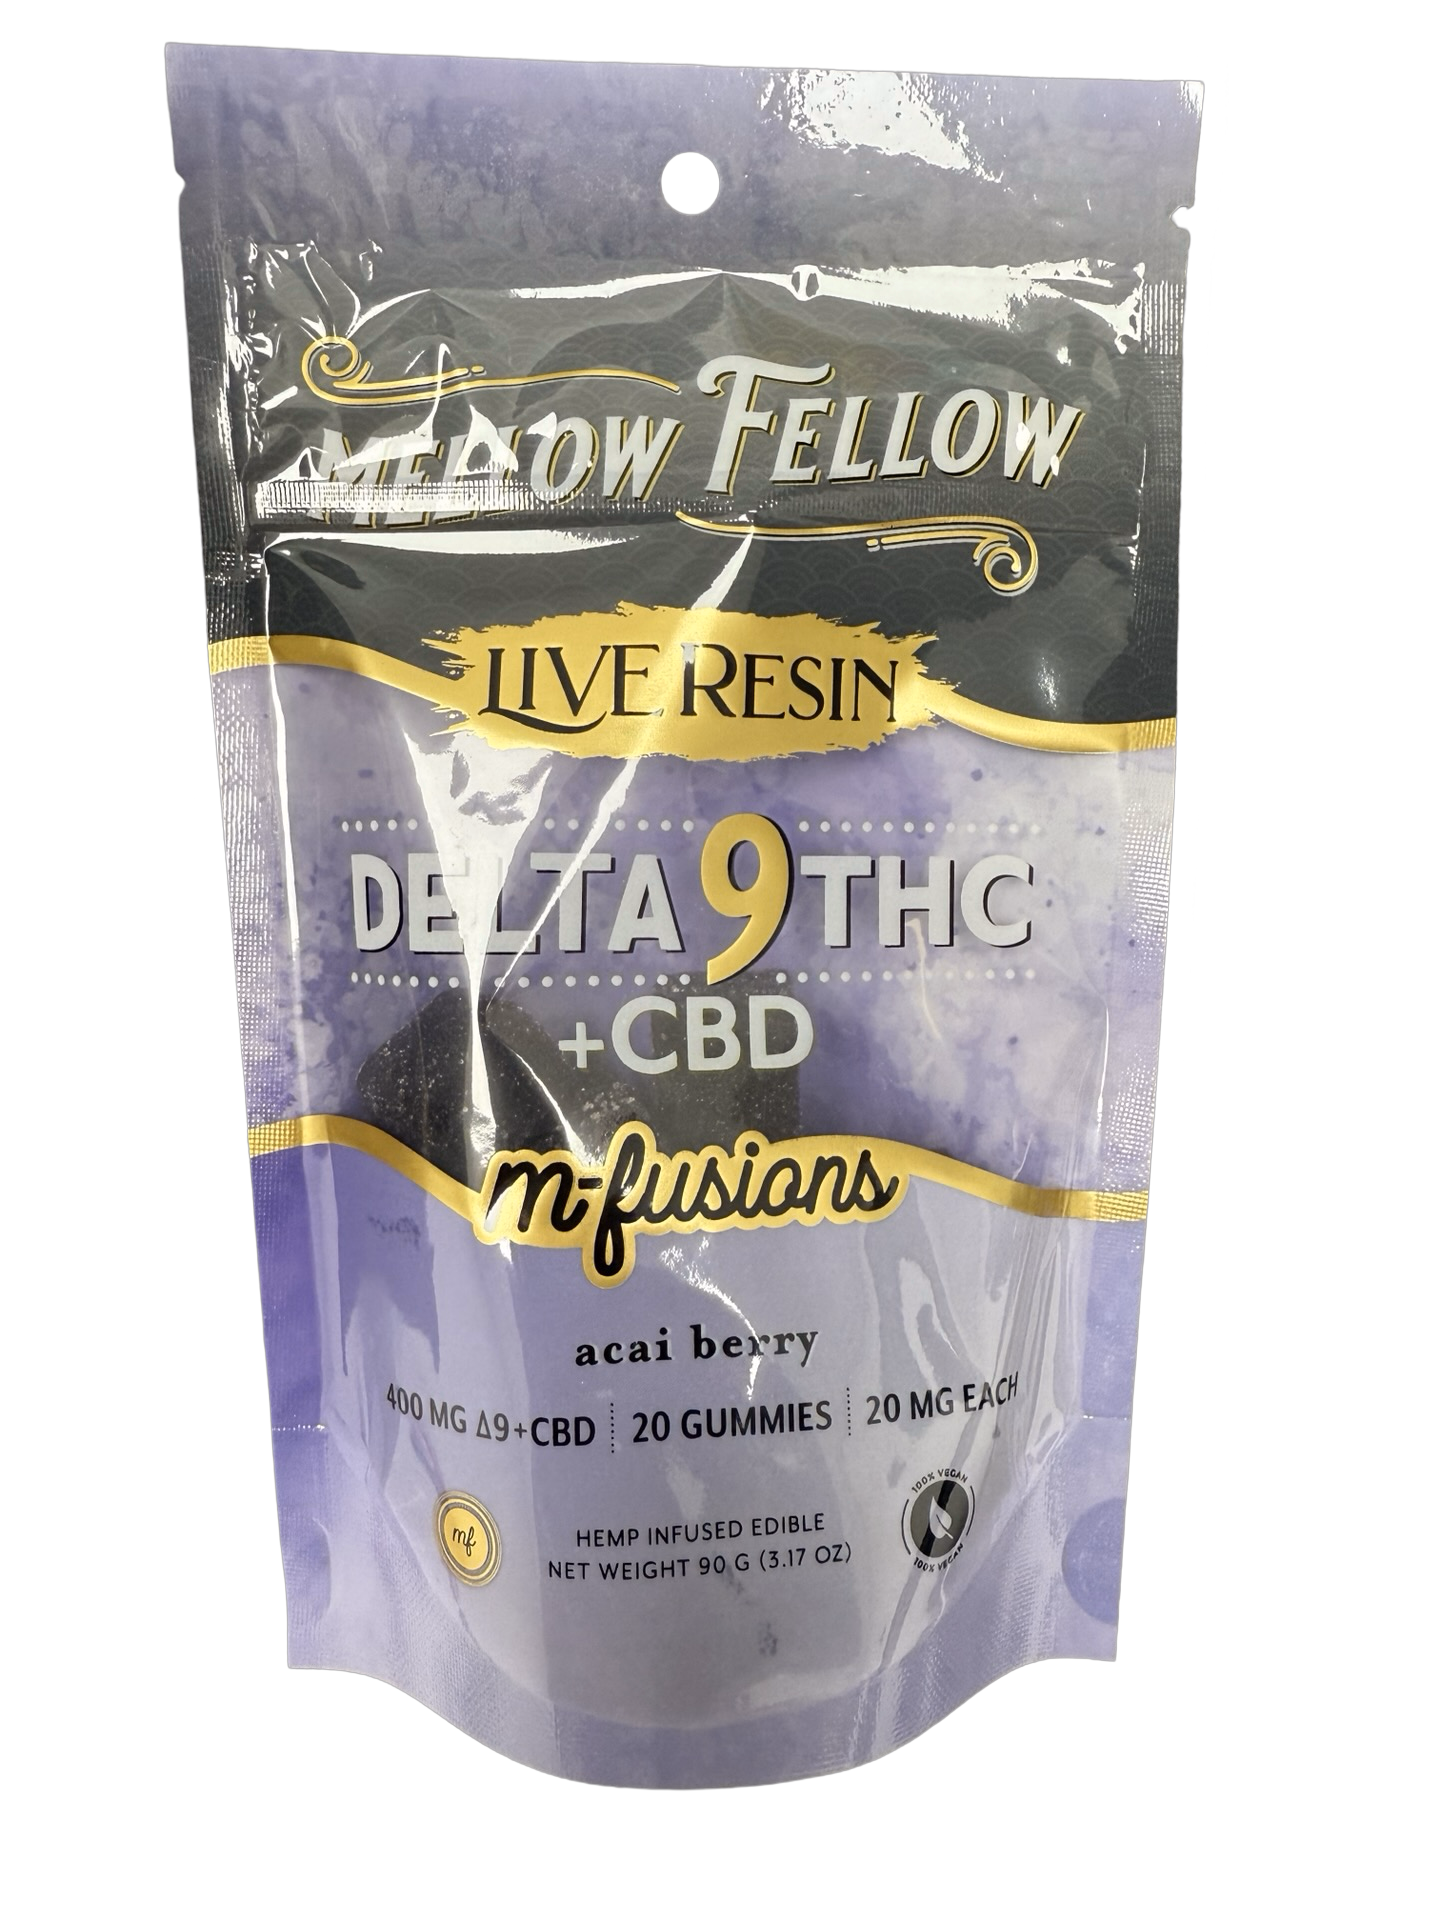 MELLOW FELLOW
LIVE RESIN
DELTA 9 THC
+CBD
m-fusions
acai berry
400 MG Δ9+CBD 20 GUMMIES 20 MG EACH
HEMP INFUSED EDIBLE
NET WEIGHT 90 G (3.17 OZ)
mf
100% VEGAN
100% VEGAN